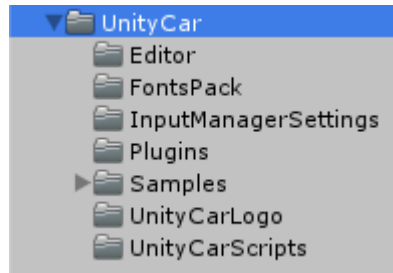 UnityCar
Editor
FontsPack
InputManagerSettings
Plugins
Samples
UnityCarLogo
UnityCarScripts